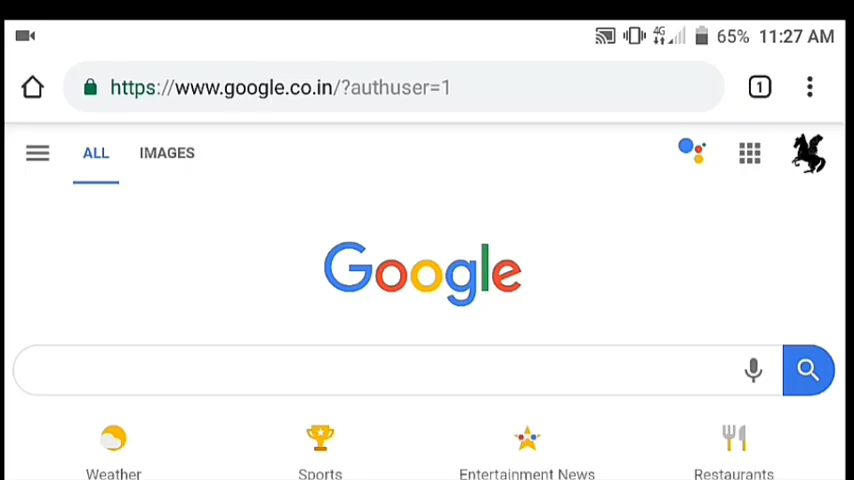 4G 65% 11:27 AM
https://www.google.co.in/?authuser=1 1
ALL IMAGES
Google
Weather Sports Entertainment News Restaurants